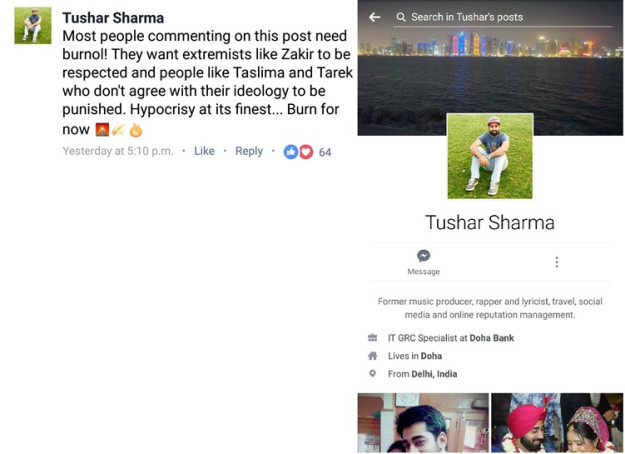 Tushar Sharma
Most people commenting on this post need
burnol! They want extremists like Zakir to be
respected and people like Taslima and Tarek
who don't agree with their ideology to be
punished. Hypocrisy at its finest... Burn for
now
Yesterday at 5:10 p.m. • Like • Reply • 64
Search in Tushar's posts
Tushar Sharma
Message
Former music producer, rapper and lyricist, travel, social
media and online reputation management.
IT GRC Specialist at Doha Bank
Lives in Doha
From Delhi, India